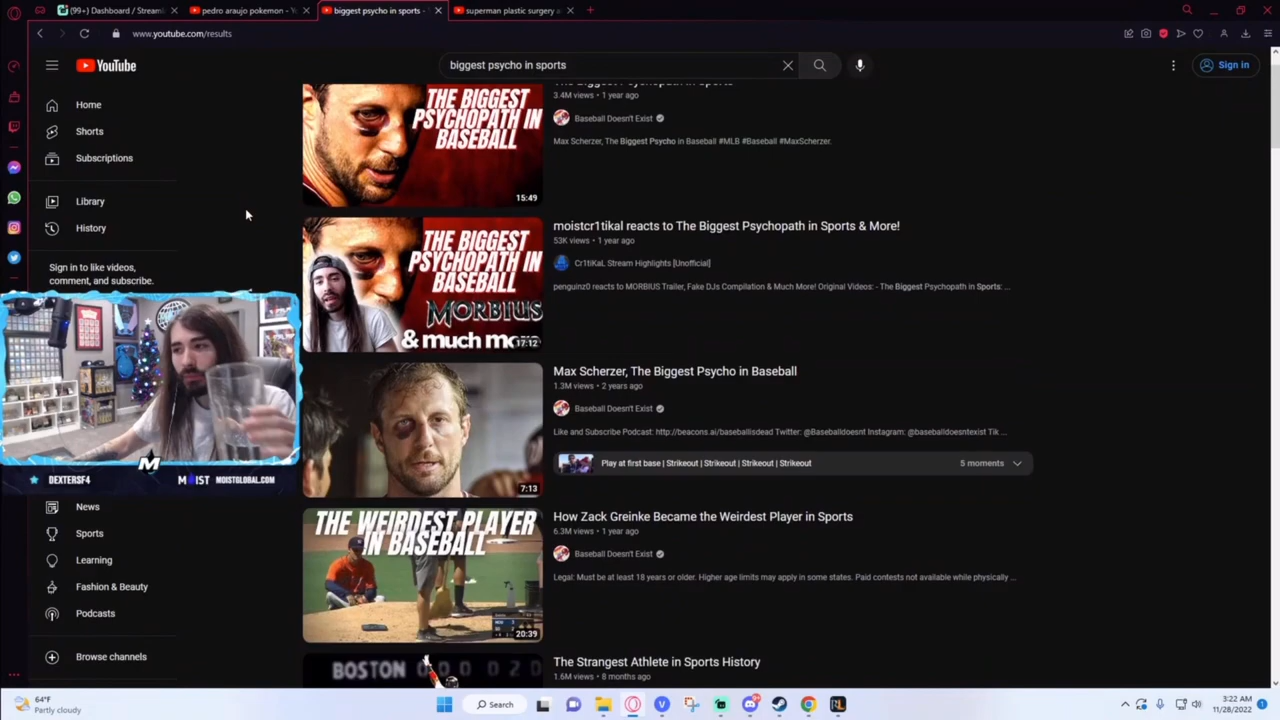 (99+) Dashboard / Streaml
pedro araujo pokemon - Yo
biggest psycho in sports -
superman plastic surgery a
www.youtube.com/results
YouTube
biggest psycho in sports
Sign in
Home
Shorts
Subscriptions
Library
History
Sign in to like videos,
comment, and subscribe.
DEXTERSF4
M
MOIST
MOISTGLOBAL.COM
News
Sports
Learning
Fashion & Beauty
Podcasts
Browse channels
THE BIGGEST
PSYCHOPATH IN
BASEBALL
15:49
3.4M views • 1 year ago
Baseball Doesn't Exist
Max Scherzer, The Biggest Psycho in Baseball #MLB #Baseball #MaxScherzer.
THE BIGGEST
PSYCHOPATH IN
BASEBALL
MORBIUS
& much
17:12
moistcr1tikal reacts to The Biggest Psychopath in Sports & More!
53K views • 1 year ago
Cr1tiKaL Stream Highlights [Unofficial]
penguinz0 reacts to MORBIUS Trailer, Fake DJs Compilation & Much More! Original Videos: - The Biggest Psychopath in Sports: ...
7:13
Max Scherzer, The Biggest Psycho in Baseball
1.3M views • 2 years ago
Baseball Doesn't Exist
Like and Subscribe Podcast: http://beacons.ai/baseballisdead Twitter: @Baseballdoesnt Instagram: @baseballdoesntexist Tik ...
Play at first base | Strikeout | Strikeout | Strikeout | Strikeout
5 moments
THE WEIRDEST PLAYER
IN BASEBALL
20:39
How Zack Greinke Became the Weirdest Player in Sports
6.3M views • 1 year ago
Baseball Doesn't Exist
Legal: Must be at least 18 years or older. Higher age limits may apply in some states. Paid contests not available while physically ...
BOSTON 0 0 0 0 2 0
The Strangest Athlete in Sports History
1.6M views • 8 months ago
64°F
Partly cloudy
Search
3:22 AM
11/28/2022